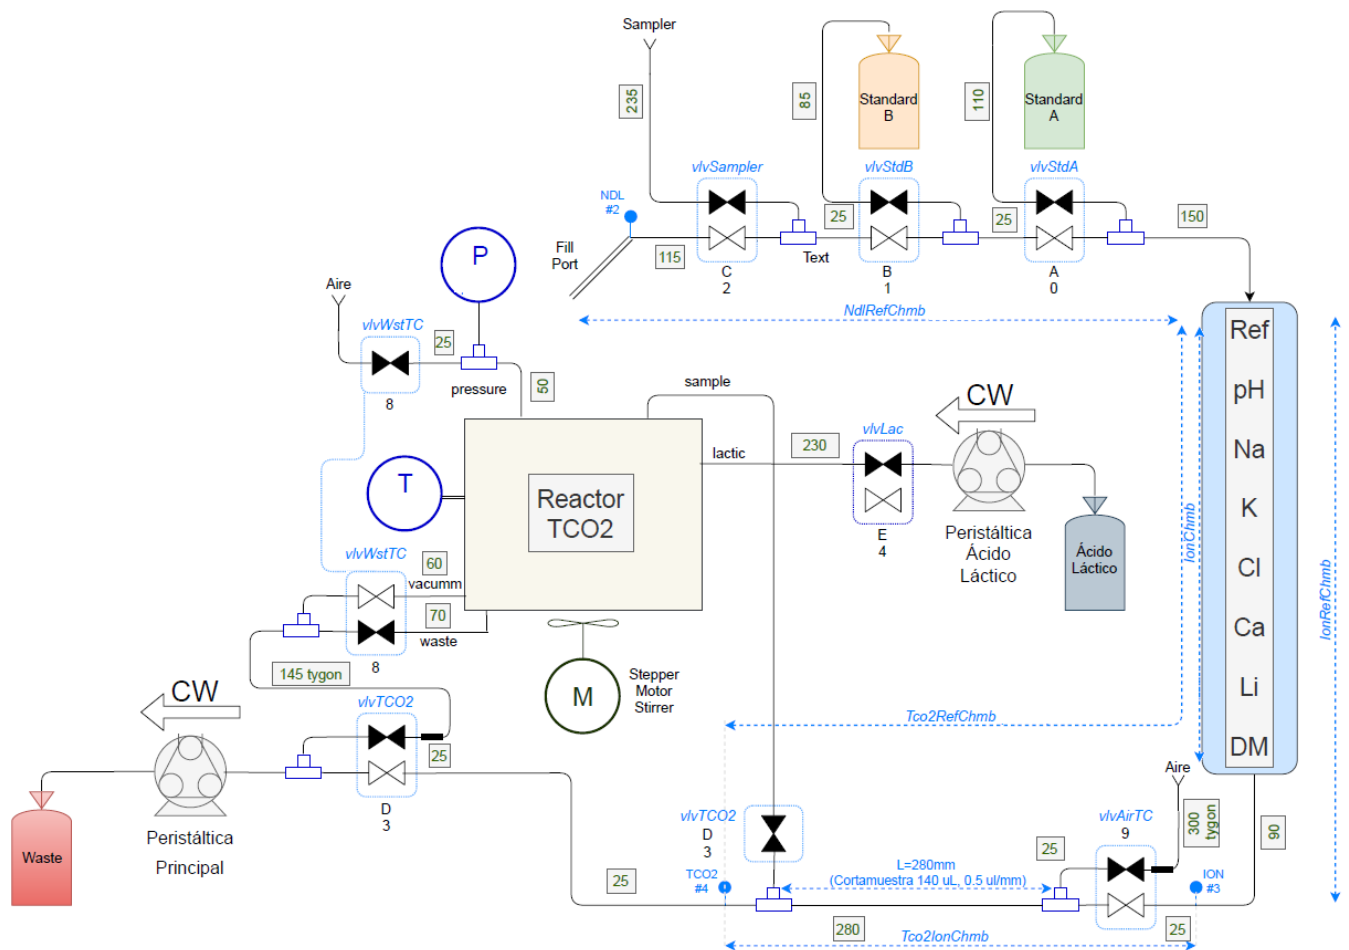 Sampler
235
85
Standard
B
110
Standard
A
vlvSampler
vlvStdB
vlvStdA
NDL
#2
25
25
150
Fill
Port
115
Text
C
2
B
1
A
0
P
Aire
vlvWstTC
25
NdlRefChmb
Ref
pH
Na
K
Cl
Ca
Li
DM
8
pressure
50
sample
CW
lactic
230
vlvLac
T
Reactor
TCO2
E
4
Peristáltica
Ácido
Láctico
Ácido
Láctico
IonChmb
IonRefChmb
vlvWstTC
60
vacumm
70
waste
8
145 tygon
CW
vlvTCO2
M
Stepper
Motor
Stirrer
Tco2RefChmb
25
D
3
Peristáltica
Principal
Waste
Aire
vlvTCO2
D
3
vlvAirTC
9
300
tygon
90
25
L=280mm
(Cortamuestra 140 uL, 0.5 ul/mm)
TCO2
#4
ION
#3
25
280
25
Tco2IonChmb